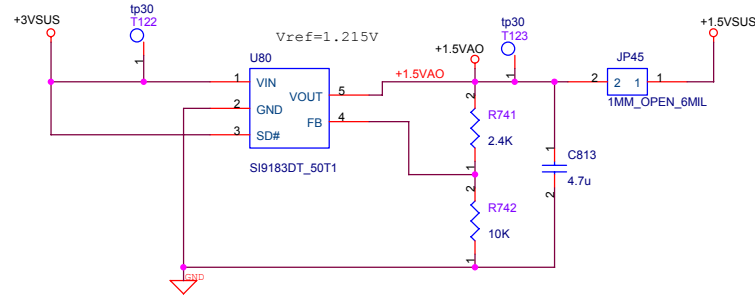 tp30
T122
+3VSUS
Vref=1.215V
tp30
T123
+1.5VSUS
+1.5VAO
U80
JP45
1
1
VIN
1
2
GND
3
SD#
VOUT
5
FB
4
+1.5VAO
1
2
2
1
1
1MM_OPEN_6MIL
2
R741
2.4K
1
SI9183DT_50T1
1
C813
4.7u
2
2
R742
10K
1
GND